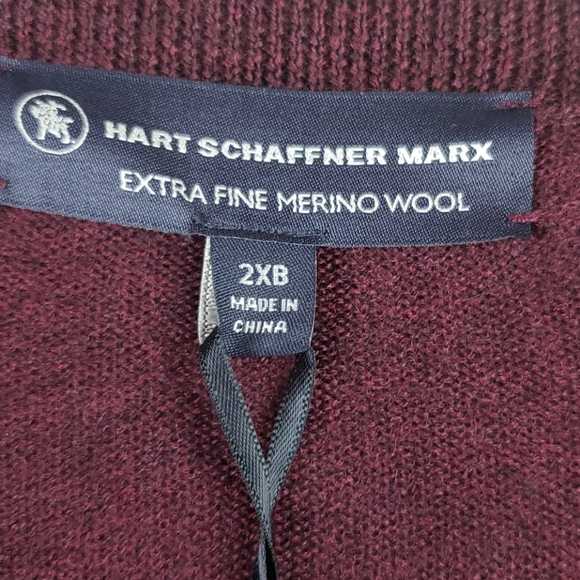 HART SCHAFFNER MARX
EXTRA FINE MERINO WOOL
2XB
MADE IN
CHINA